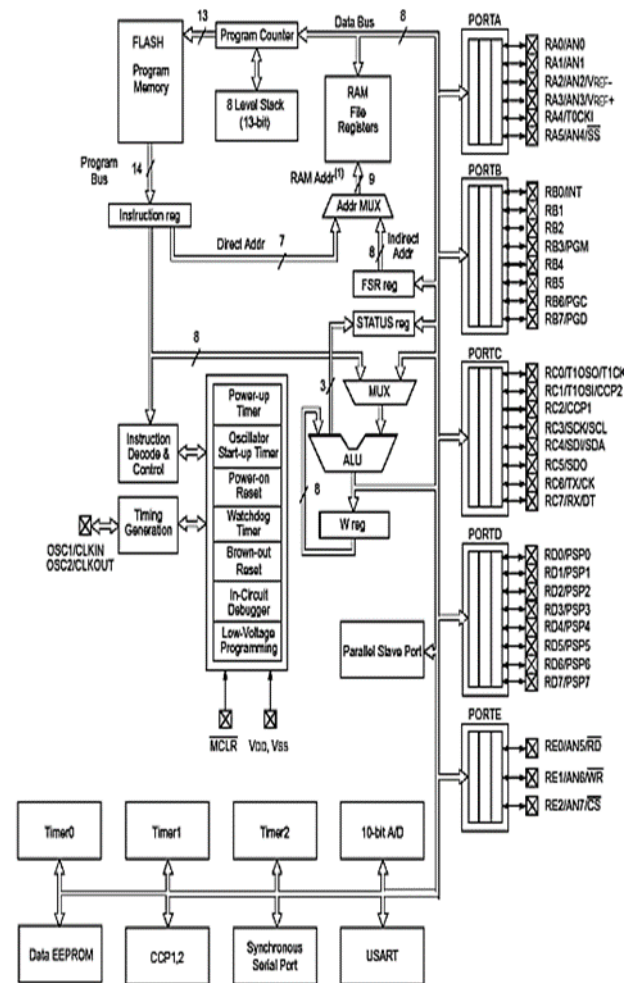 13
Data Bus
8
PORTA
FLASH
Program
Memory
Program Counter
8 Level Stack
(13-bit)
RAM
File
Registers
RA0/AN0
RA1/AN1
RA2/AN2/VREF-
RA3/AN3/VREF+
RA4/T0CKI
RA5/AN4/SS
Program
Bus
14
RAM Addr(1)
9
PORTB
Instruction reg
Addr MUX
Direct Addr
7
8
Indirect
Addr
FSR reg
STATUS reg
RB0/INT
RB1
RB2
RB3/PGM
RB4
RB5
RB6/PGC
RB7/PGD
8
3
MUX
PORTC
Power-up
Timer
Oscillator
Start-up Timer
Power-on
Reset
Watchdog
Timer
Brown-out
Reset
In-Circuit
Debugger
Low-Voltage
Programming
Instruction
Decode &
Control
Timing
Generation
OSC1/CLKIN
OSC2/CLKOUT
ALU
8
W reg
RC0/T1OSO/T1CK
RC1/T1OSI/CCP2
RC2/CCP1
RC3/SCK/SCL
RC4/SDI/SDA
RC5/SDO
RC6/TX/CK
RC7/RX/DT
PORTD
Parallel Slave Port
RD0/PSP0
RD1/PSP1
RD2/PSP2
RD3/PSP3
RD4/PSP4
RD5/PSP5
RD6/PSP6
RD7/PSP7
MCLR
VDD, VSS
PORTE
RE0/AN5/RD
RE1/AN6/WR
RE2/AN7/CS
Timer0
Timer1
Timer2
10-bit A/D
Data EEPROM
CCP1,2
Synchronous
Serial Port
USART